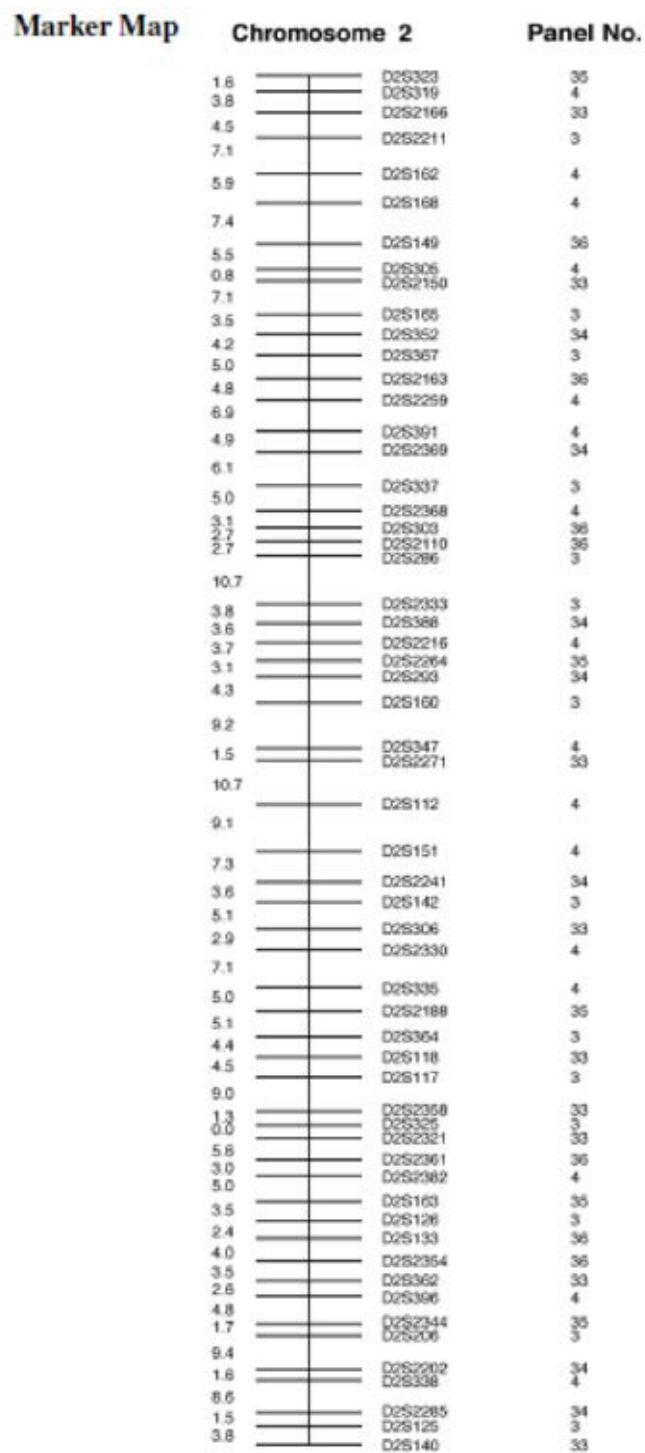 Marker Map Chromosome 2 Panel No.
D2S323 35
1.6
D2S319 4
3.8
D2S2166 33
4.5
D2S2211 3
7.1
D2S162 4
5.9
D2S168 4
7.4
D2S149 36
5.5
D2S305 4
0.8
D2S2150 33
7.1
D2S165 3
3.5
D2S352 34
4.2
D2S367 3
5.0
D2S2163 36
4.8
D2S2259 4
6.9
D2S391 4
4.9
D2S2369 34
6.1
D2S337 3
5.0
D2S2368 4
3.1
D2S303 36
2.7
D2S2110 36
2.7
D2S286 3
10.7
D2S2333 3
3.8
D2S388 34
3.6
D2S2216 4
3.7
D2S2264 35
3.1
D2S293 34
4.3
D2S160 3
9.2
D2S347 4
1.5
D2S2271 33
10.7
D2S112 4
9.1
D2S151 4
7.3
D2S2241 34
3.6
D2S142 3
5.1
D2S306 33
2.9
D2S2330 4
7.1
D2S335 4
5.0
D2S2188 35
5.1
D2S364 3
4.4
D2S118 33
4.5
D2S117 3
9.0
D2S2358 33
1.3
D2S325 3
0.0
D2S2321 33
5.6
D2S2361 36
3.0
D2S2382 4
5.0
D2S163 35
3.5
D2S126 3
2.4
D2S133 36
4.0
D2S2354 36
3.5
D2S362 33
2.6
D2S396 4
4.8
D2S2344 35
1.7
D2S206 3
9.4
D2S2202 34
1.6
D2S338 4
8.6
D2S2285 34
1.5
D2S125 3
3.8
D2S140 33